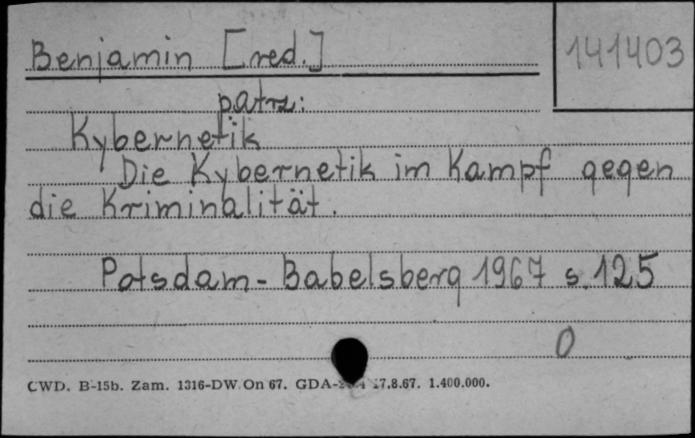 Benjamin [red.]
141403
patrz:
Kybernetik
Die Kybernetik im Kampf gegen
die Kriminalität.
Potsdam-Babelsberg 1967 s. 125
0
CWD. B-15b. Zam. 1316-DW On 67. GDA- 17.8.67. 1.400.000.